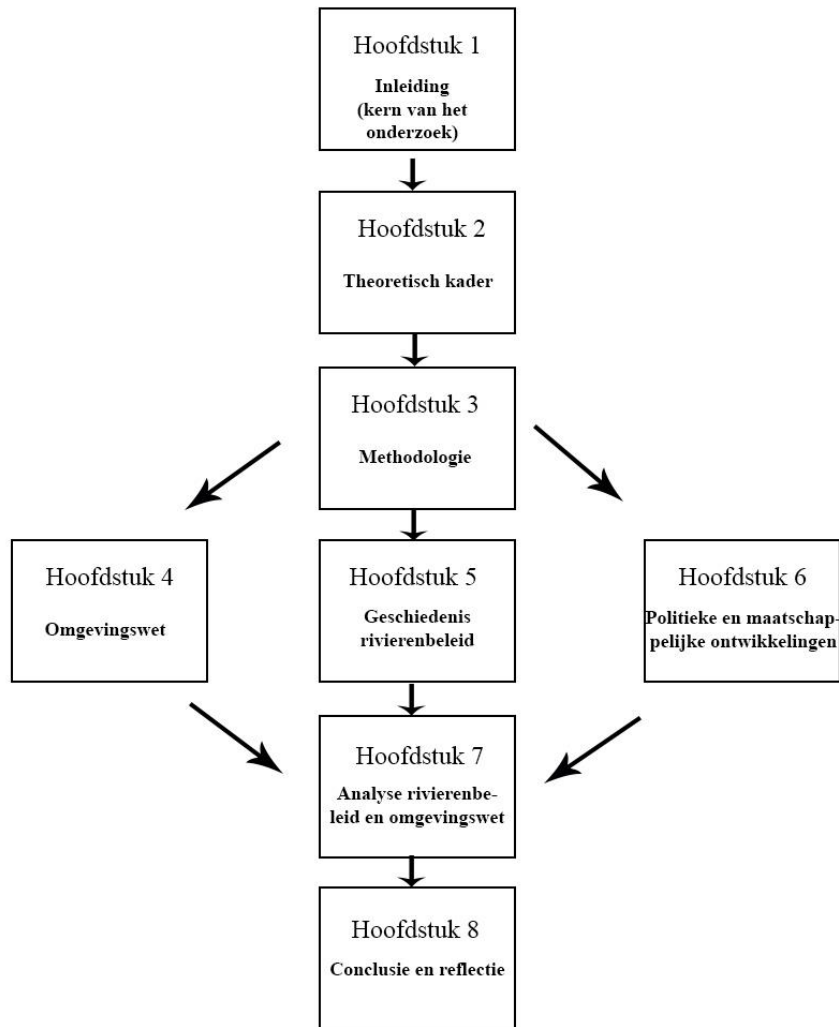 Hoofdstuk 1
Inleiding
(kern van het
onderzoek)
Hoofdstuk 2
Theoretisch kader
Hoofdstuk 3
Methodologie
Hoofdstuk 4
Omgevingswet
Hoofdstuk 5
Geschiedenis
rivierenbeleid
Hoofdstuk 6
Politieke en maatschap-
pelijke ontwikkelingen
Hoofdstuk 7
Analyse rivierenbe-
leid en omgevingswet
Hoofdstuk 8
Conclusie en reflectie